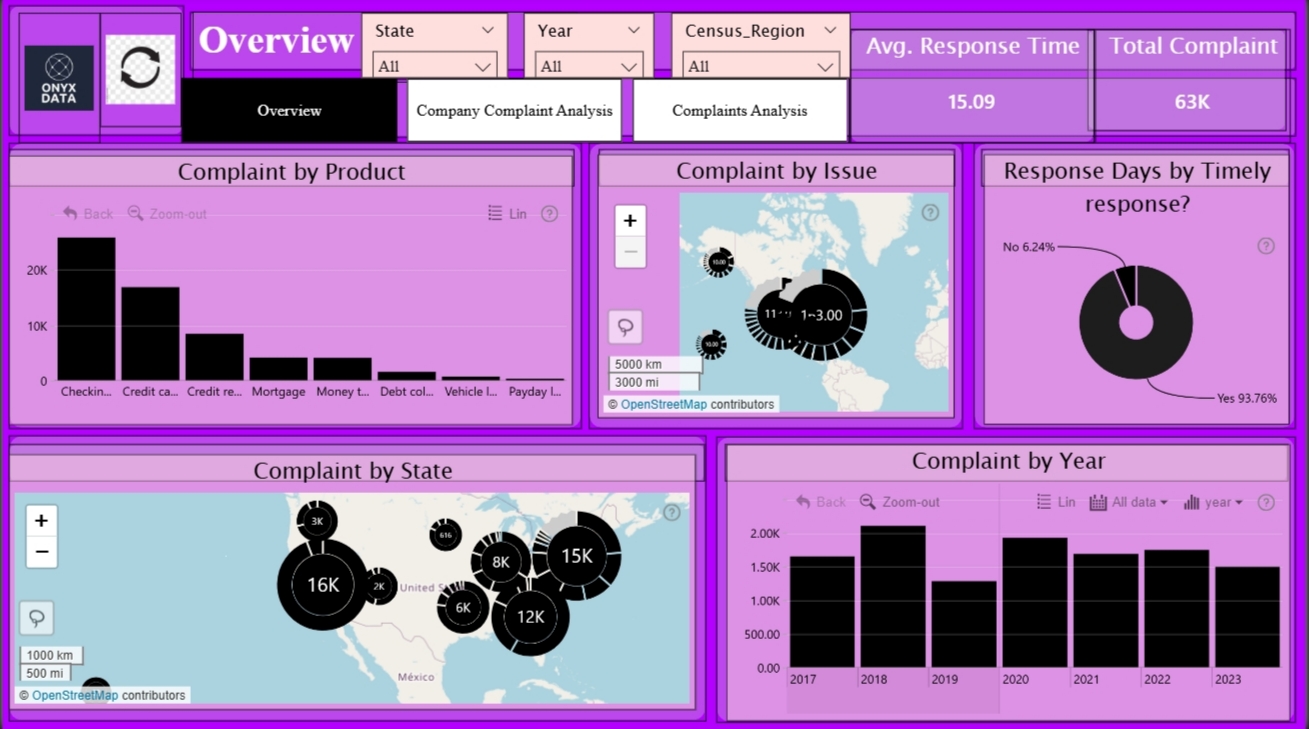 ONYX
DATA
Overview
State
All
Year
All
Census_Region
All
Avg. Response Time
15.09
Total Complaint
63K
Overview
Company Complaint Analysis
Complaints Analysis
Complaint by Product
Back
Zoom-out
Lin
?
20K
10K
0
Checkin...
Credit ca...
Credit re...
Mortgage
Money t...
Debt col...
Vehicle l...
Payday l...
Complaint by Issue
+
−
?
10.00
10.00
5000 km
3000 mi
© OpenStreetMap contributors
Response Days by Timely
response?
?
No 6.24%
Yes 93.76%
Complaint by State
+
−
?
3K
616
16K
2K
8K
15K
6K
12K
United S
México
1000 km
500 mi
© OpenStreetMap contributors
Complaint by Year
Back
Zoom-out
Lin
All data
year
?
2.00K
1.50K
1.00K
500.00
0.00
2017
2018
2019
2020
2021
2022
2023